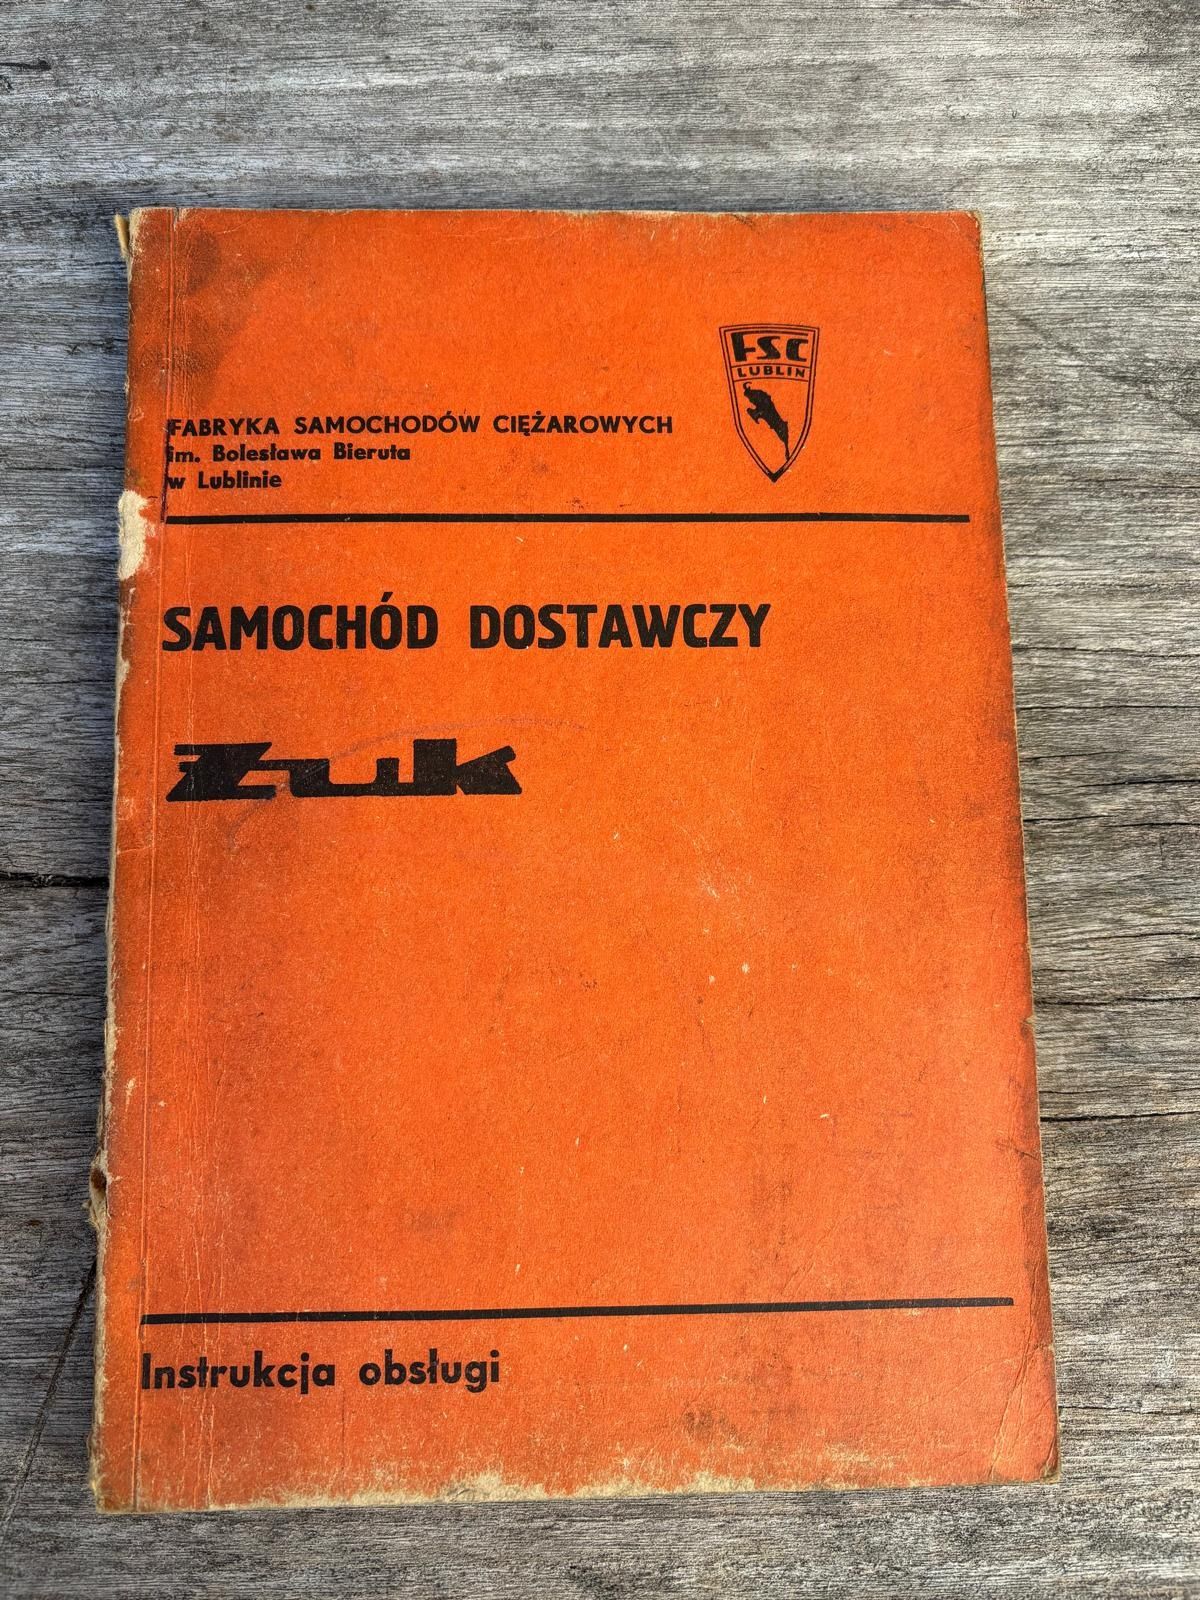 FSC
LUBLIN
FABRYKA SAMOCHODÓW CIĘŻAROWYCH
im. Bolesława Bieruta
w Lublinie
SAMOCHÓD DOSTAWCZY
Żuk
Instrukcja obsługi